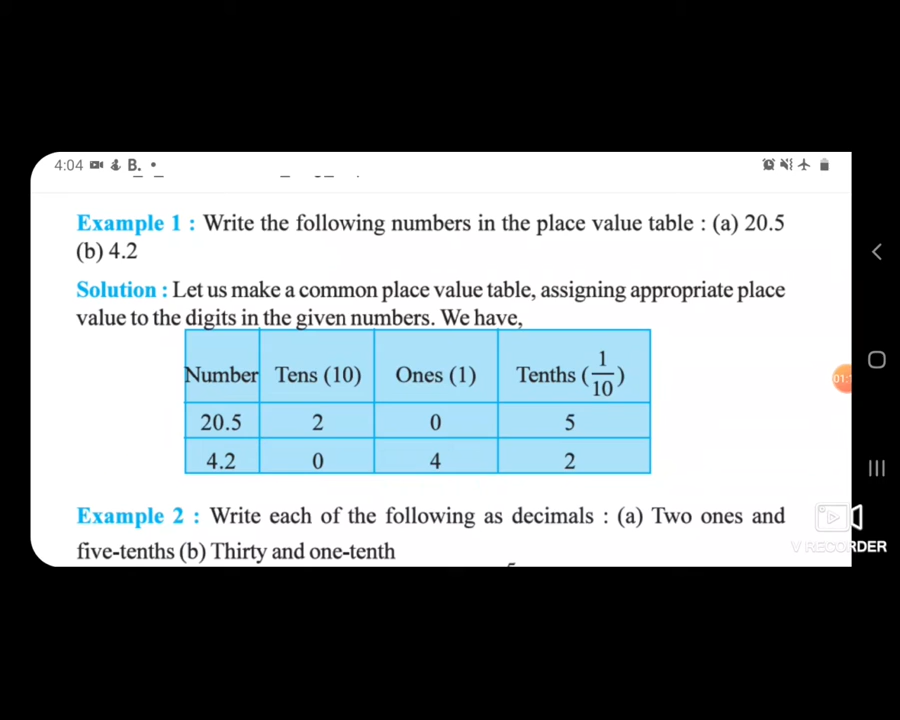 4:04 B. •
Example 1 : Write the following numbers in the place value table : (a) 20.5
(b) 4.2
Solution : Let us make a common place value table, assigning appropriate place
value to the digits in the given numbers. We have,
Number Tens (10) Ones (1) Tenths (1/10)
20.5 2 0 5
4.2 0 4 2
Example 2 : Write each of the following as decimals : (a) Two ones and
five-tenths (b) Thirty and one-tenth
V RECORDER